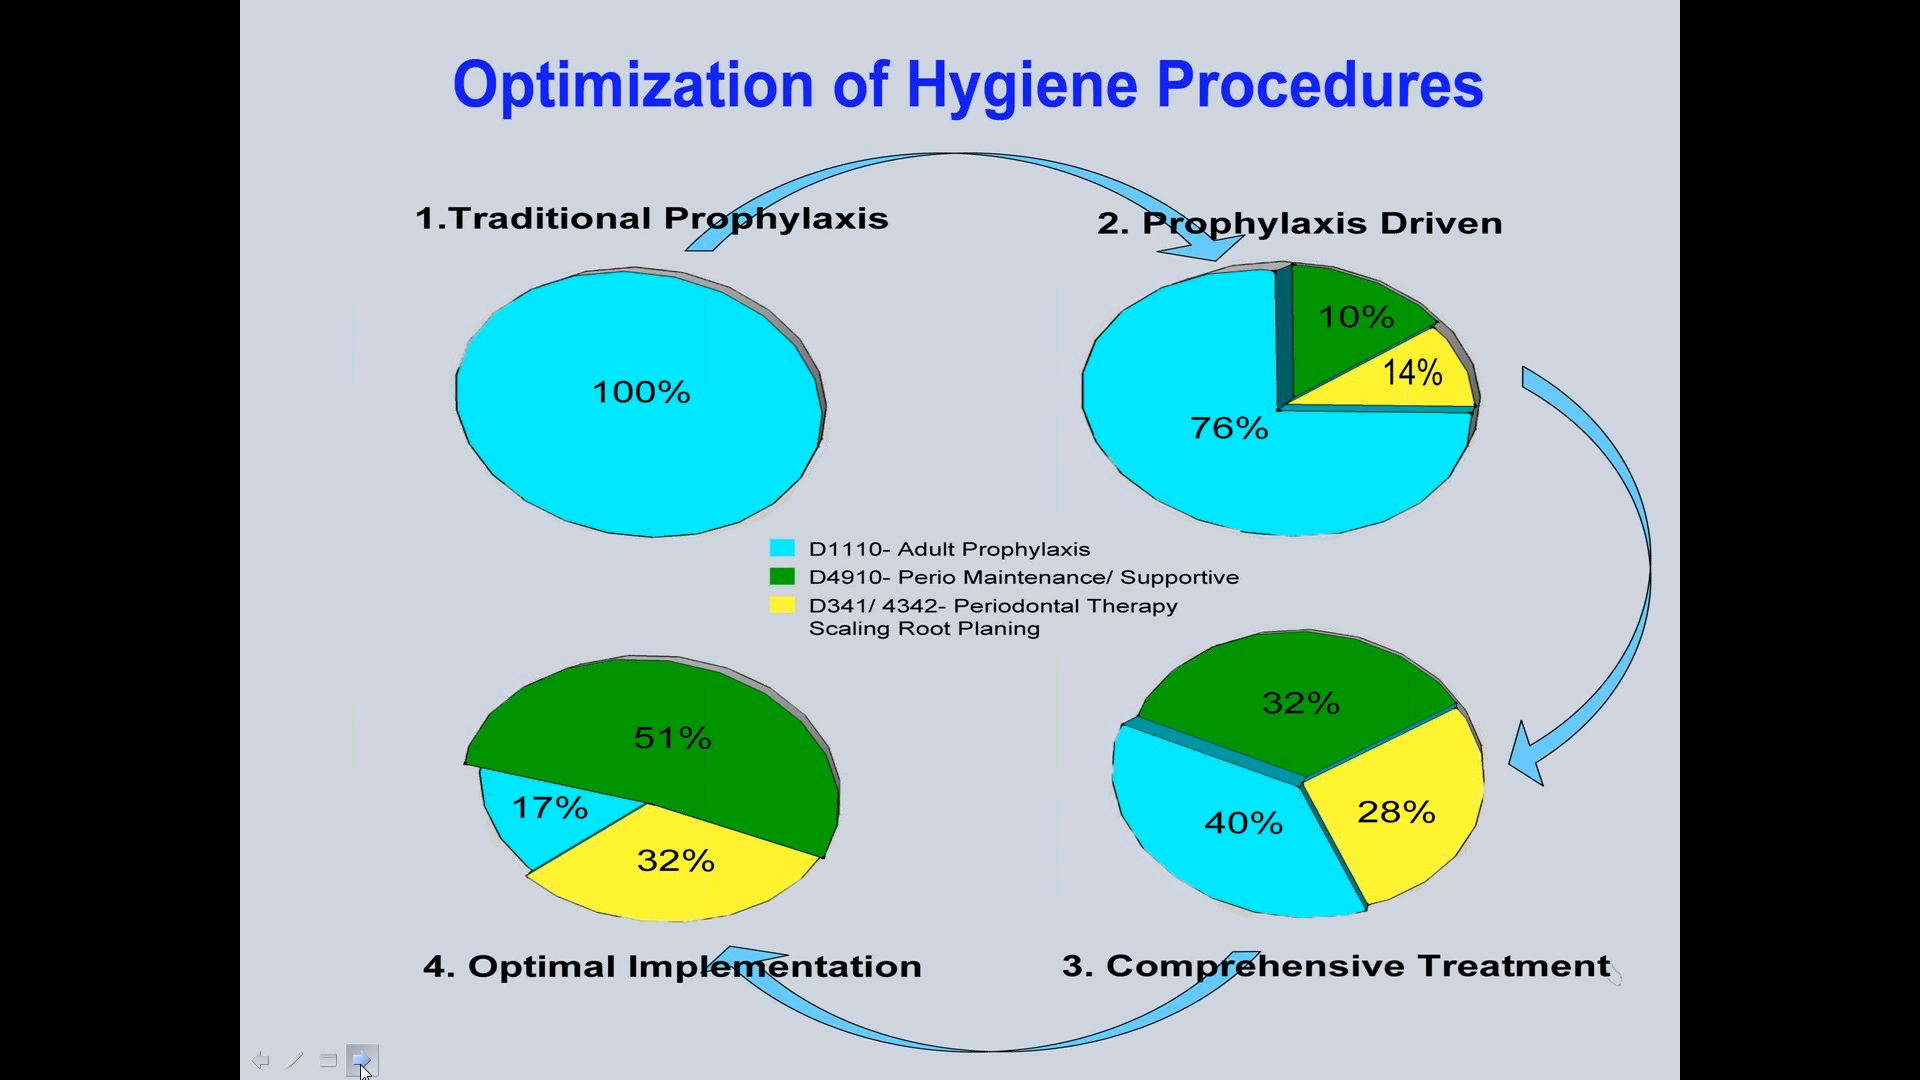 Optimization of Hygiene Procedures
1.Traditional Prophylaxis
2. Prophylaxis Driven
100%
10%
14%
76%
D1110- Adult Prophylaxis
D4910- Perio Maintenance/ Supportive
D341/ 4342- Periodontal Therapy
Scaling Root Planing
51%
17%
32%
32%
40%
28%
4. Optimal Implementation
3. Comprehensive Treatment